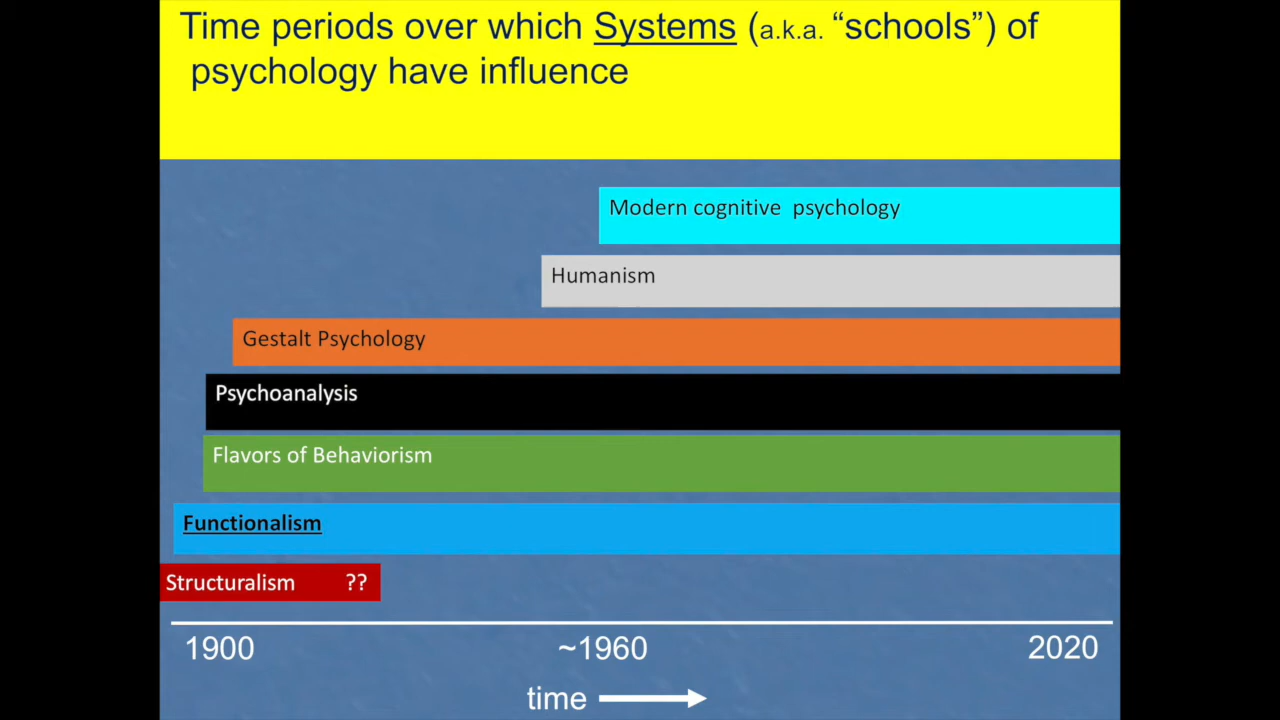 Time periods over which Systems (a.k.a. “schools”) of
psychology have influence
Modern cognitive psychology
Humanism
Gestalt Psychology
Psychoanalysis
Flavors of Behaviorism
Functionalism
Structuralism ??
1900 ~1960 2020
time